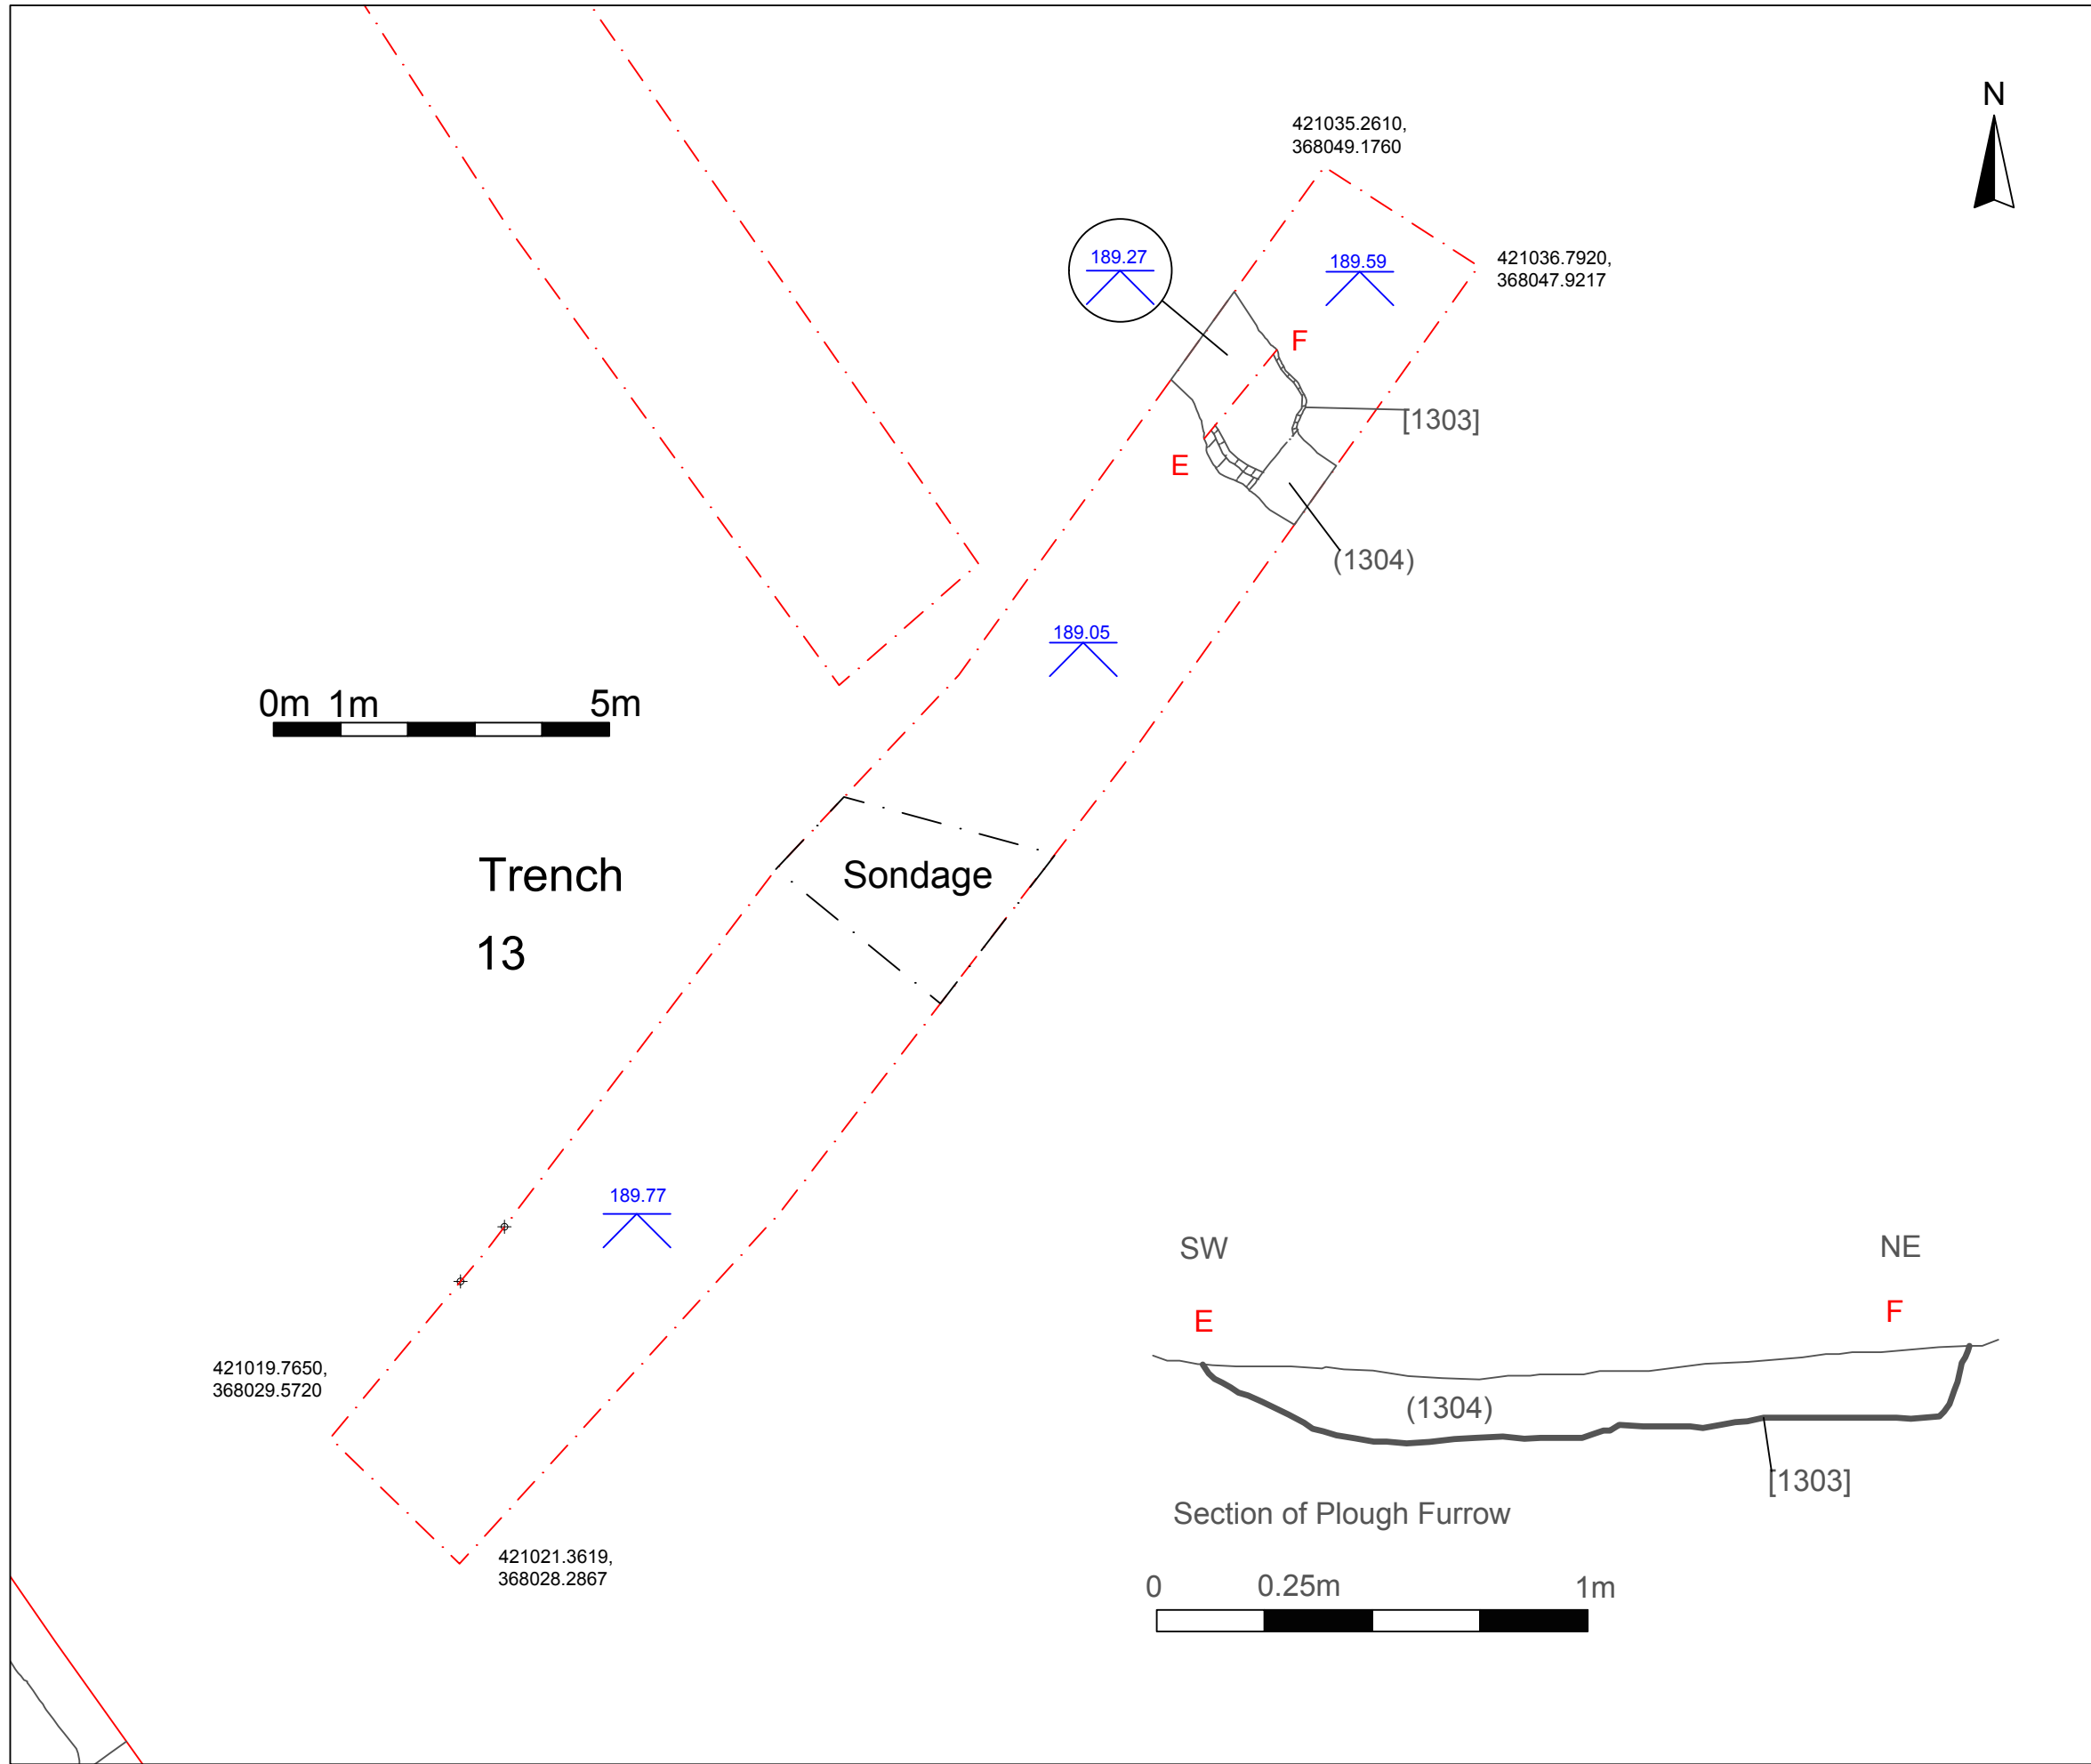 N
421035.2610,
368049.1760
189.27
189.59
421036.7920,
368047.9217
F
[1303]
E
(1304)
189.05
0m 1m 5m
Trench
13
Sondage
189.77
421019.7650,
368029.5720
421021.3619,
368028.2867
SW NE
E F
(1304)
[1303]
Section of Plough Furrow
0 0.25m 1m